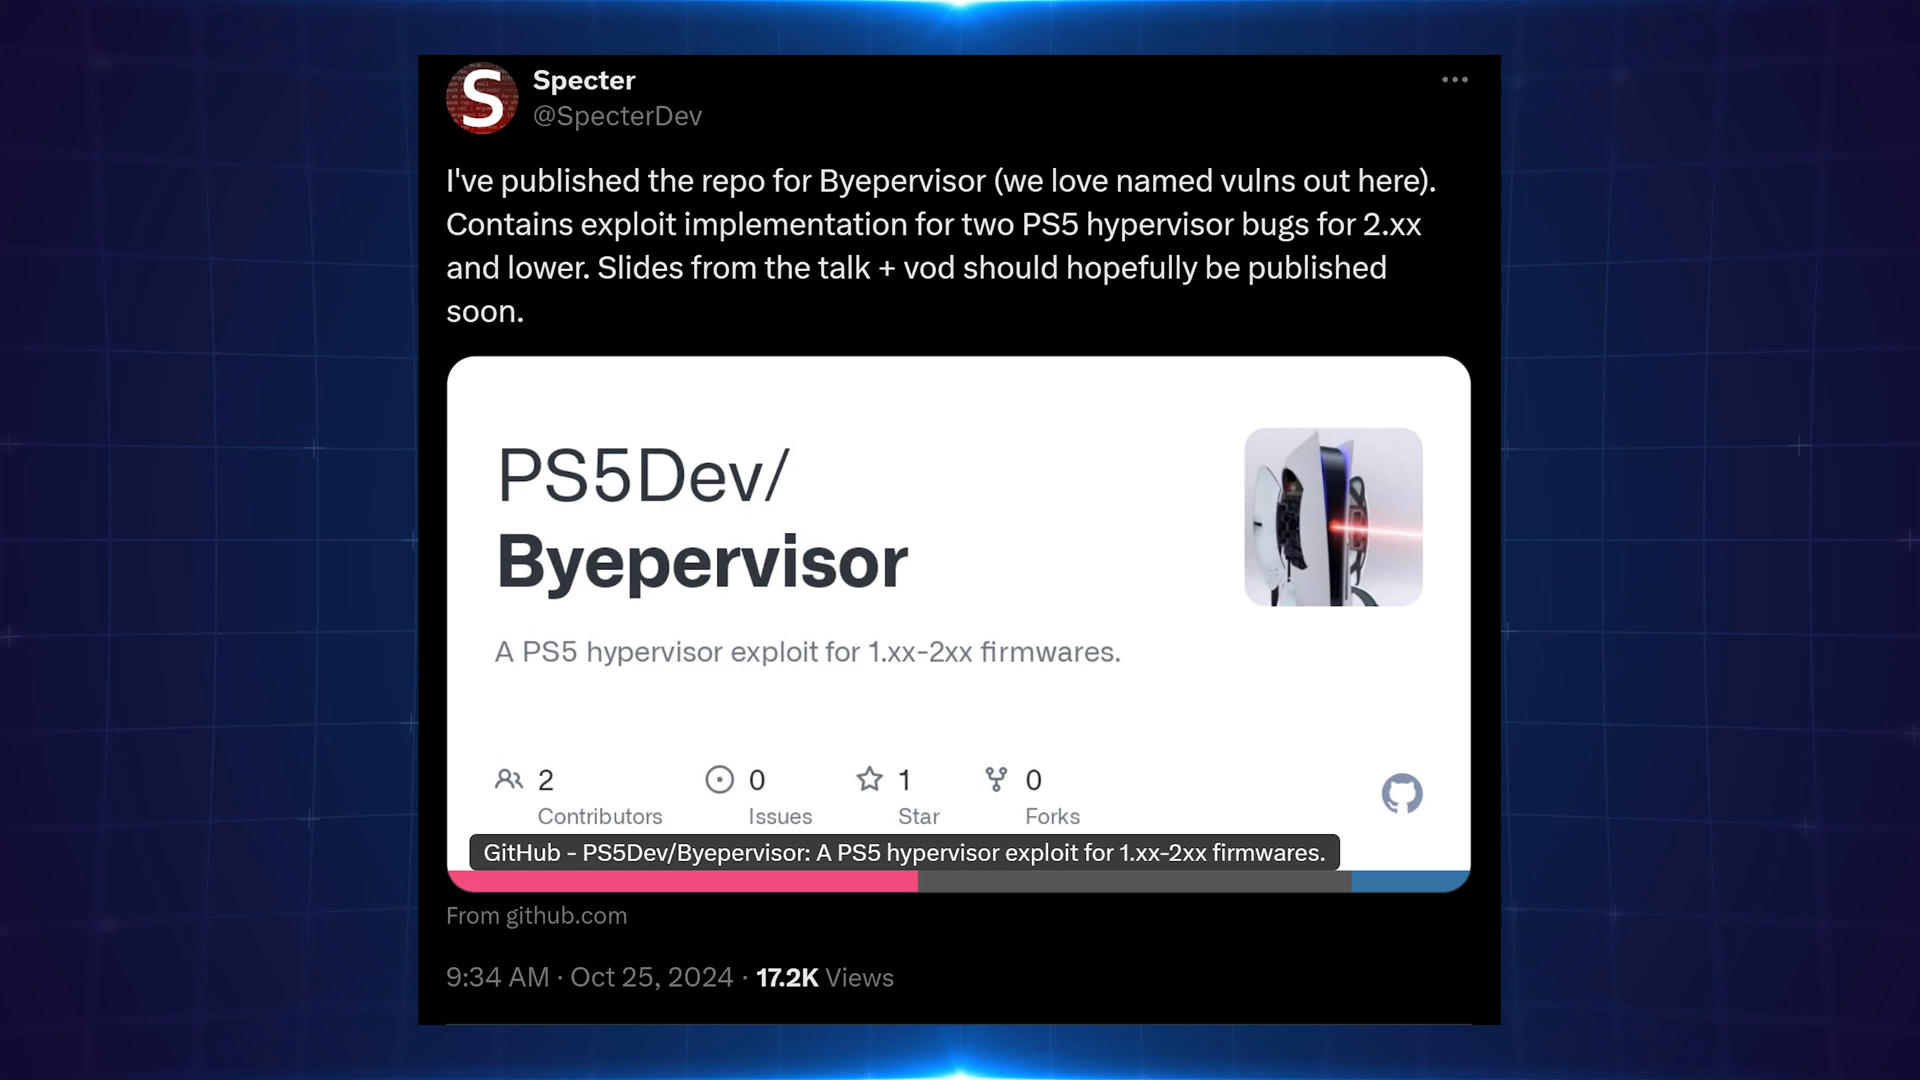 S
Specter
@SpecterDev
I've published the repo for Byepervisor (we love named vulns out here).
Contains exploit implementation for two PS5 hypervisor bugs for 2.xx
and lower. Slides from the talk + vod should hopefully be published
soon.
PS5Dev/
Byepervisor
A PS5 hypervisor exploit for 1.xx-2xx firmwares.
2 0 1 0
Contributors Issues Star Forks
GitHub - PS5Dev/Byepervisor: A PS5 hypervisor exploit for 1.xx-2xx firmwares.
From github.com
9:34 AM · Oct 25, 2024 · 17.2K Views